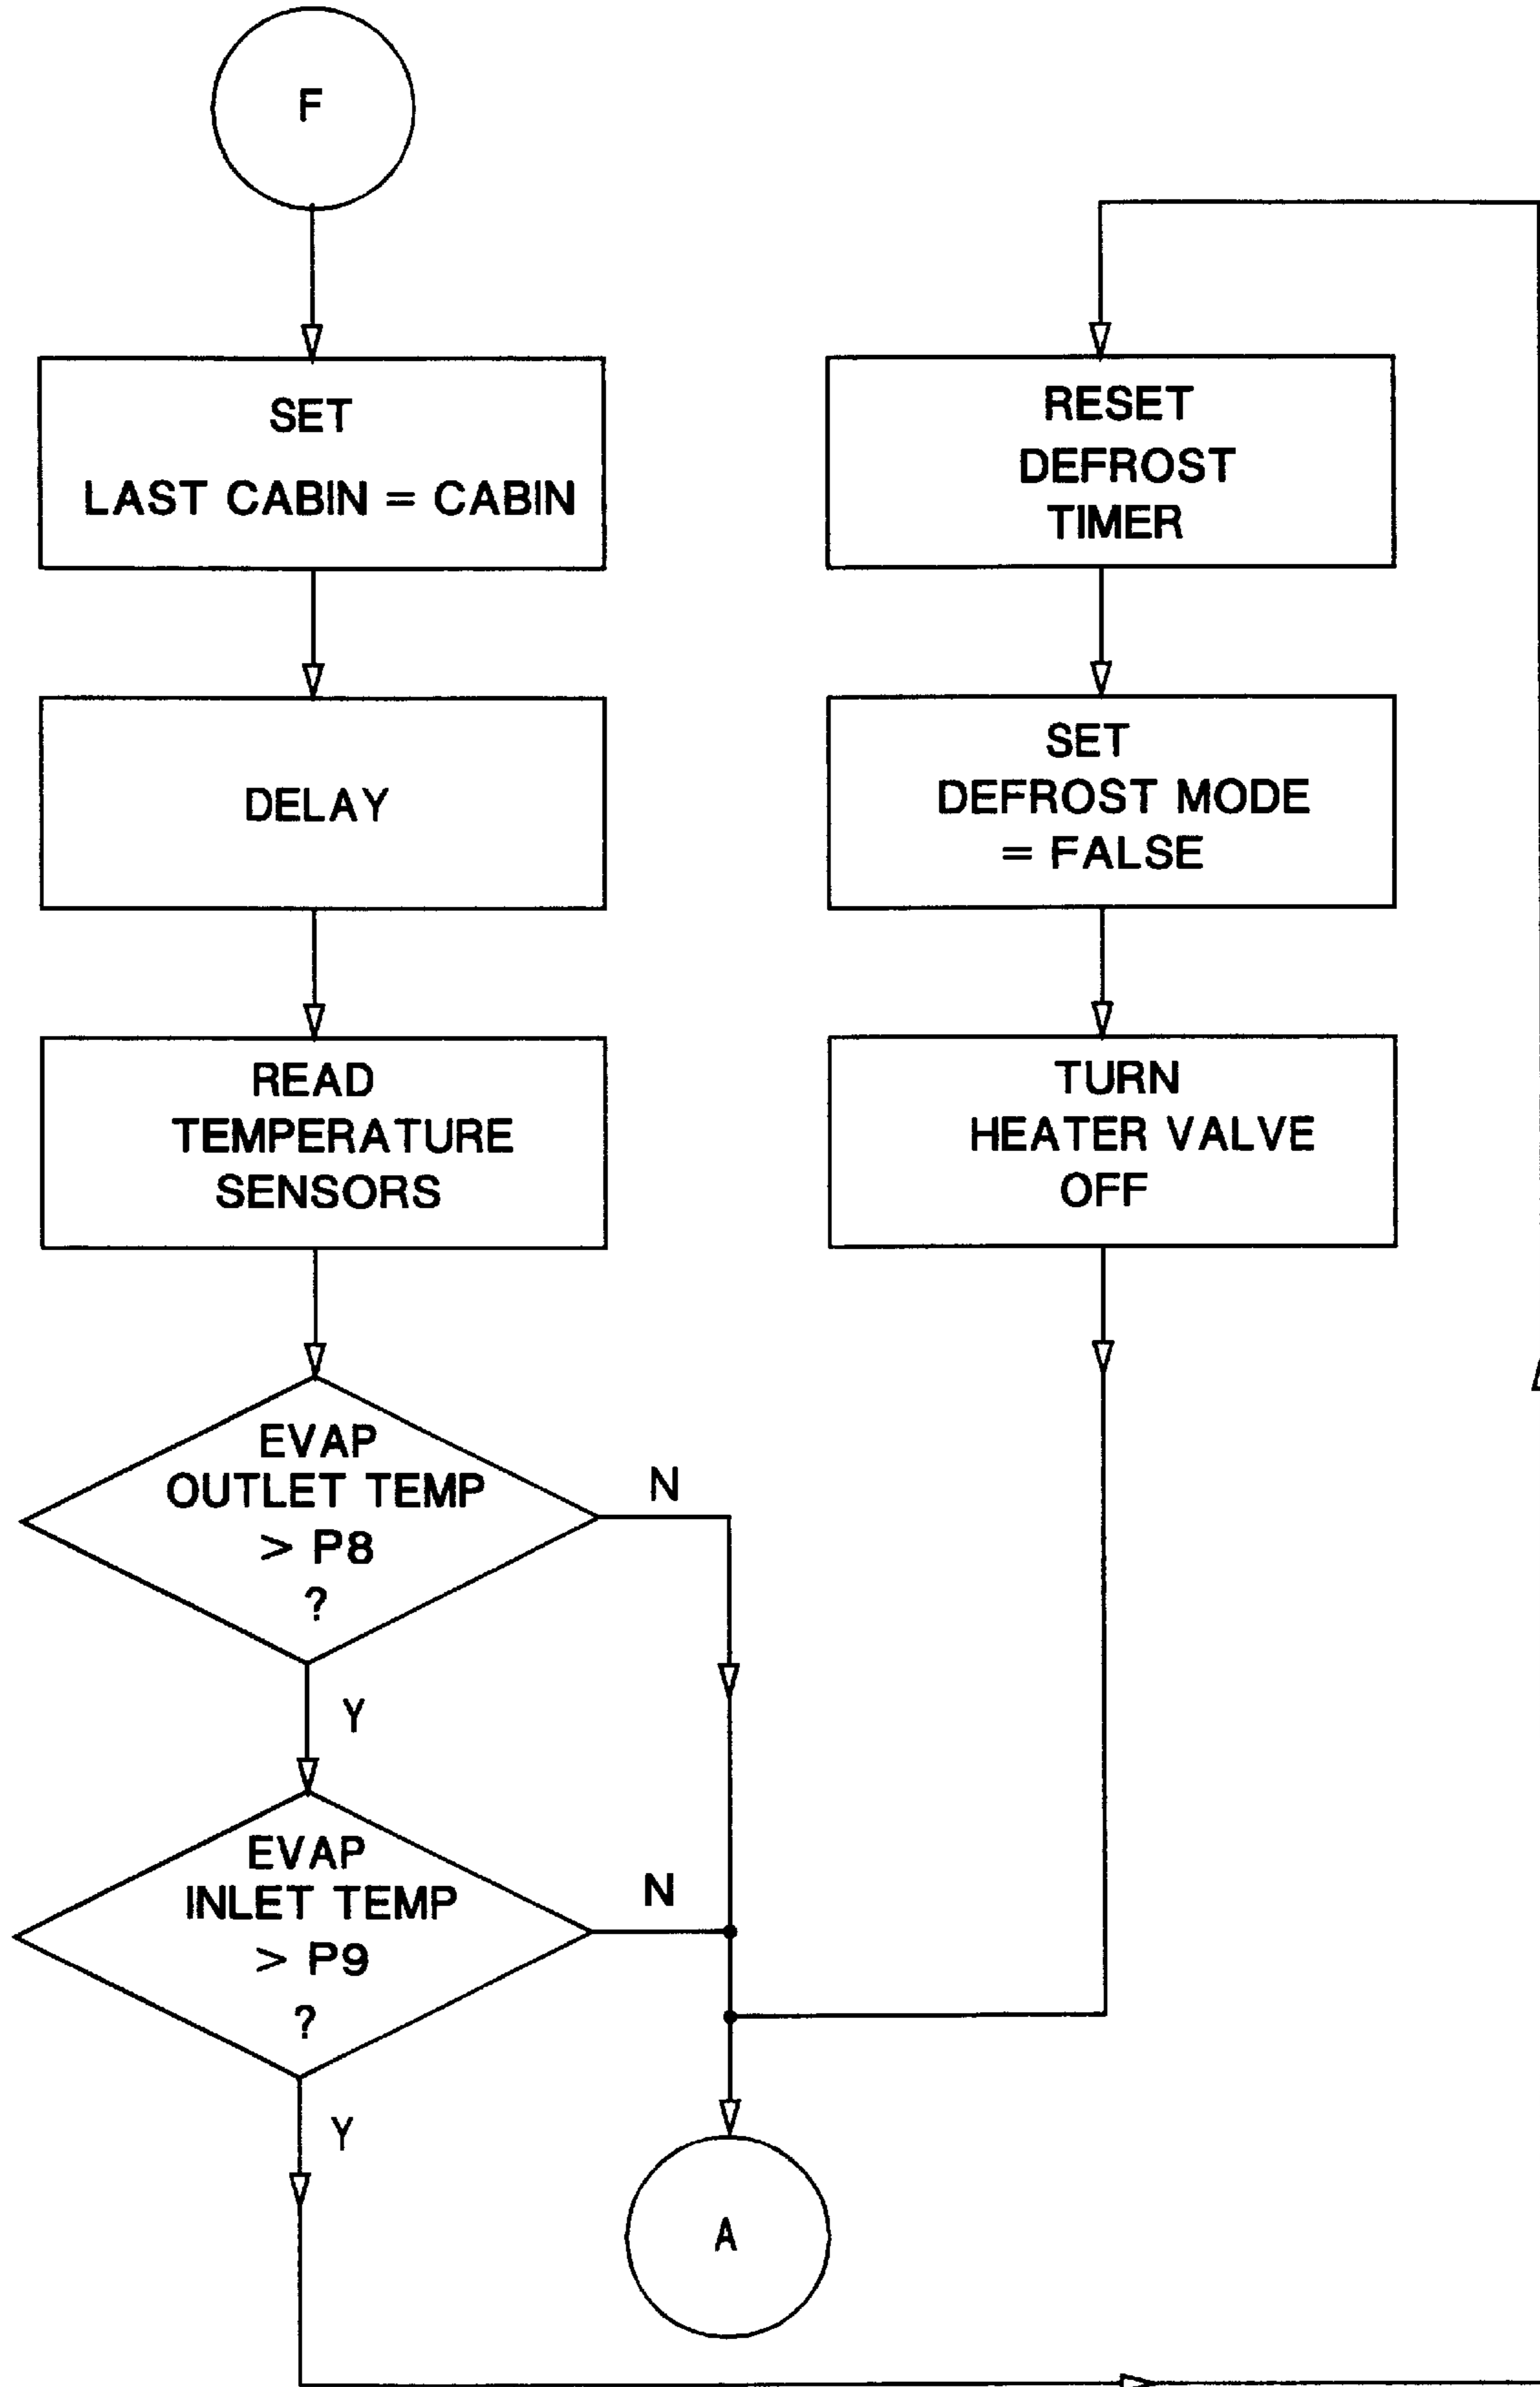 F
SET
LAST CABIN = CABIN
DELAY
READ
TEMPERATURE
SENSORS
EVAP
OUTLET TEMP
> P8
?
N
Y
EVAP
INLET TEMP
> P9
?
N
Y
A
RESET
DEFROST
TIMER
SET
DEFROST MODE
= FALSE
TURN
HEATER VALVE
OFF